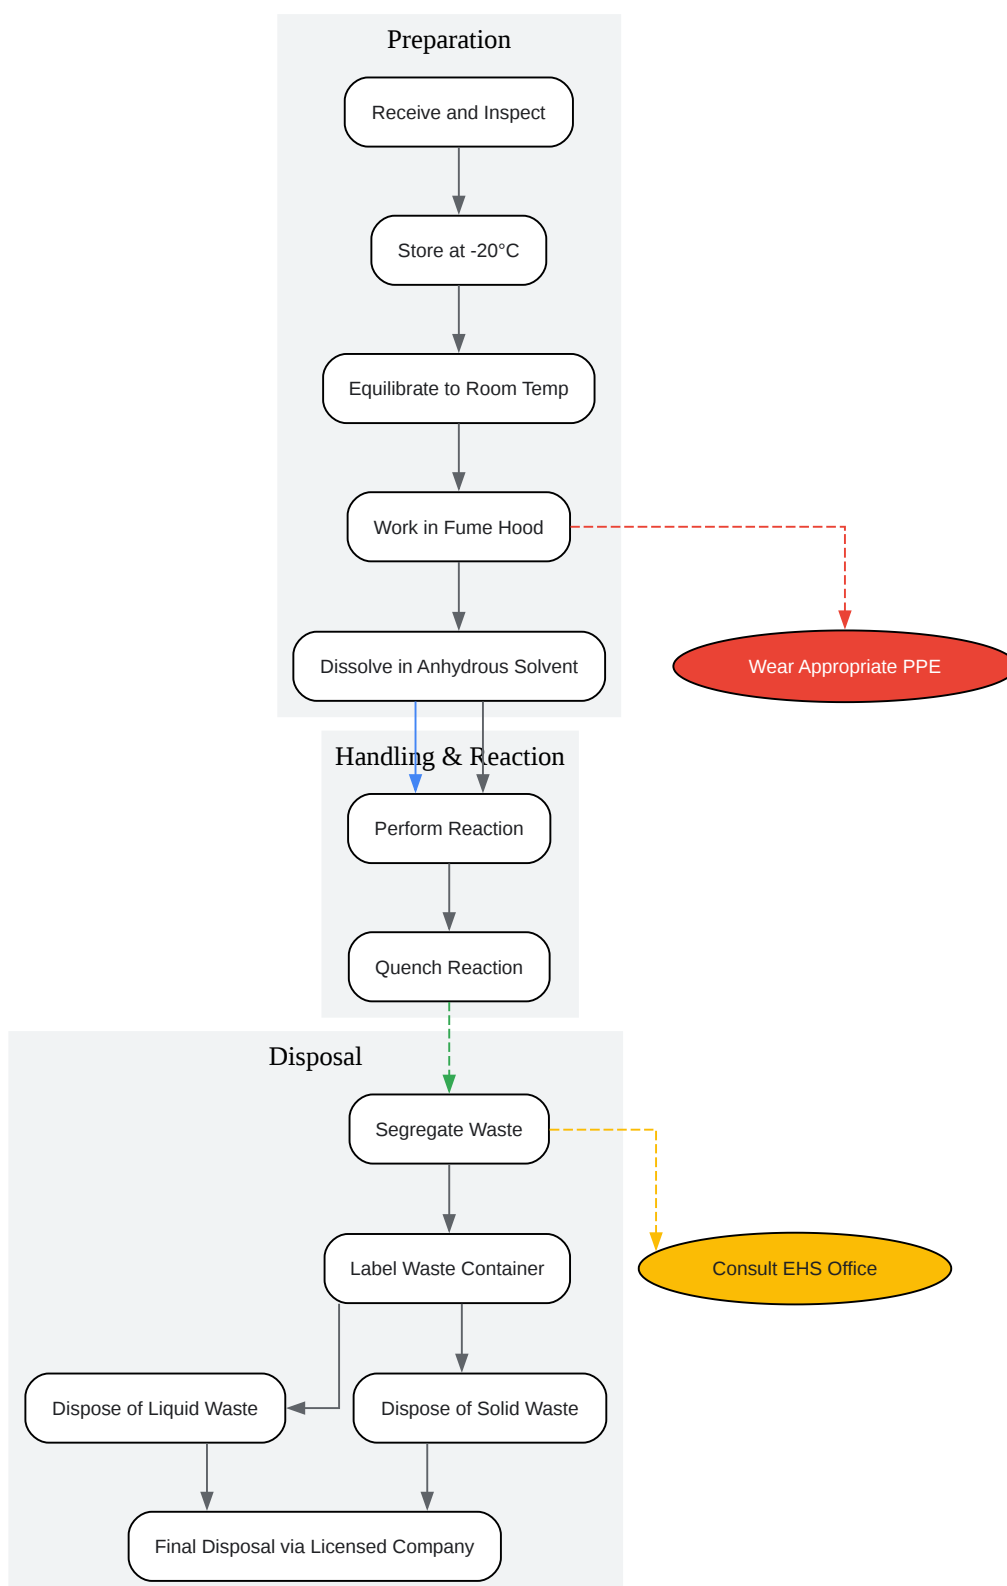 Preparation
Receive and Inspect
Store at -20°C
Equilibrate to Room Temp
Work in Fume Hood
Dissolve in Anhydrous Solvent
Wear Appropriate PPE
Handling & Reaction
Perform Reaction
Quench Reaction
Disposal
Segregate Waste
Label Waste Container
Consult EHS Office
Dispose of Liquid Waste
Dispose of Solid Waste
Final Disposal via Licensed Company